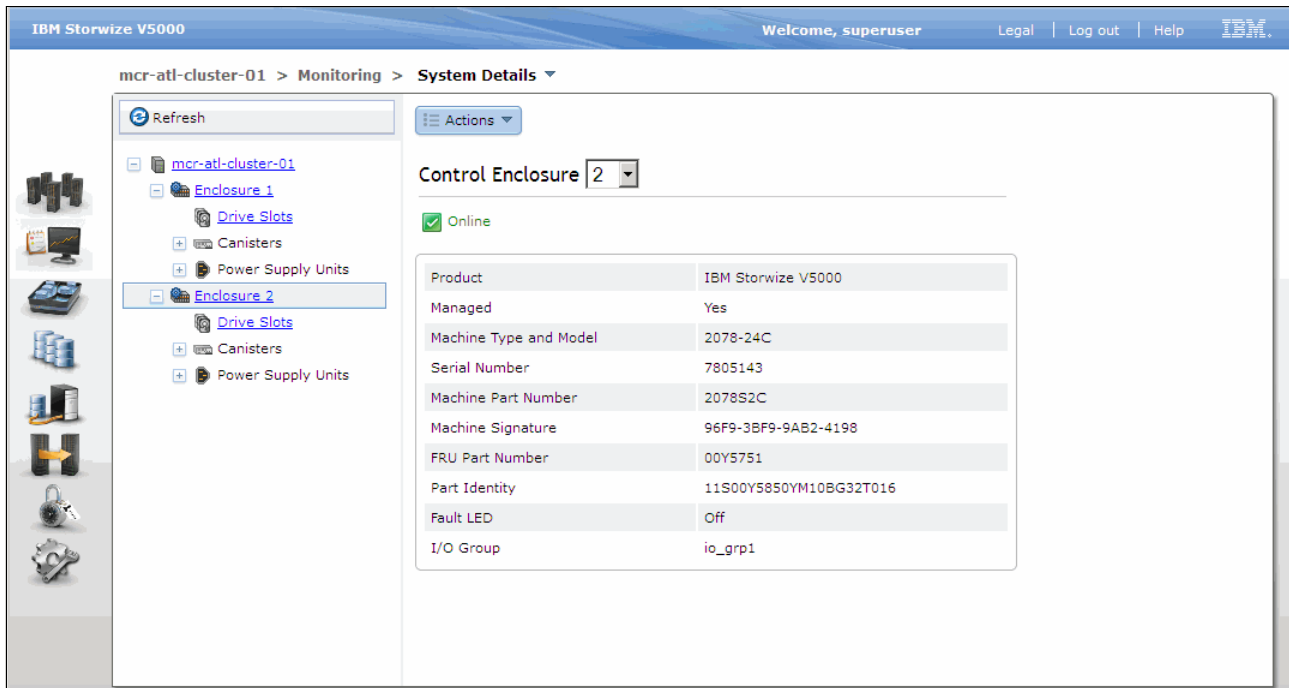 IBM Storwize V5000
Welcome, superuser
Legal | Log out | Help
IBM.
mcr-atl-cluster-01 > Monitoring > System Details
Refresh
mcr-atl-cluster-01
Enclosure 1
Drive Slots
Canisters
Power Supply Units
Enclosure 2
Drive Slots
Canisters
Power Supply Units
Actions
Control Enclosure 2
Online
Product IBM Storwize V5000
Managed Yes
Machine Type and Model 2078-24C
Serial Number 7805143
Machine Part Number 2078S2C
Machine Signature 96F9-3BF9-9AB2-4198
FRU Part Number 00Y5751
Part Identity 11S00Y5850YM10BG32T016
Fault LED Off
I/O Group io_grp1